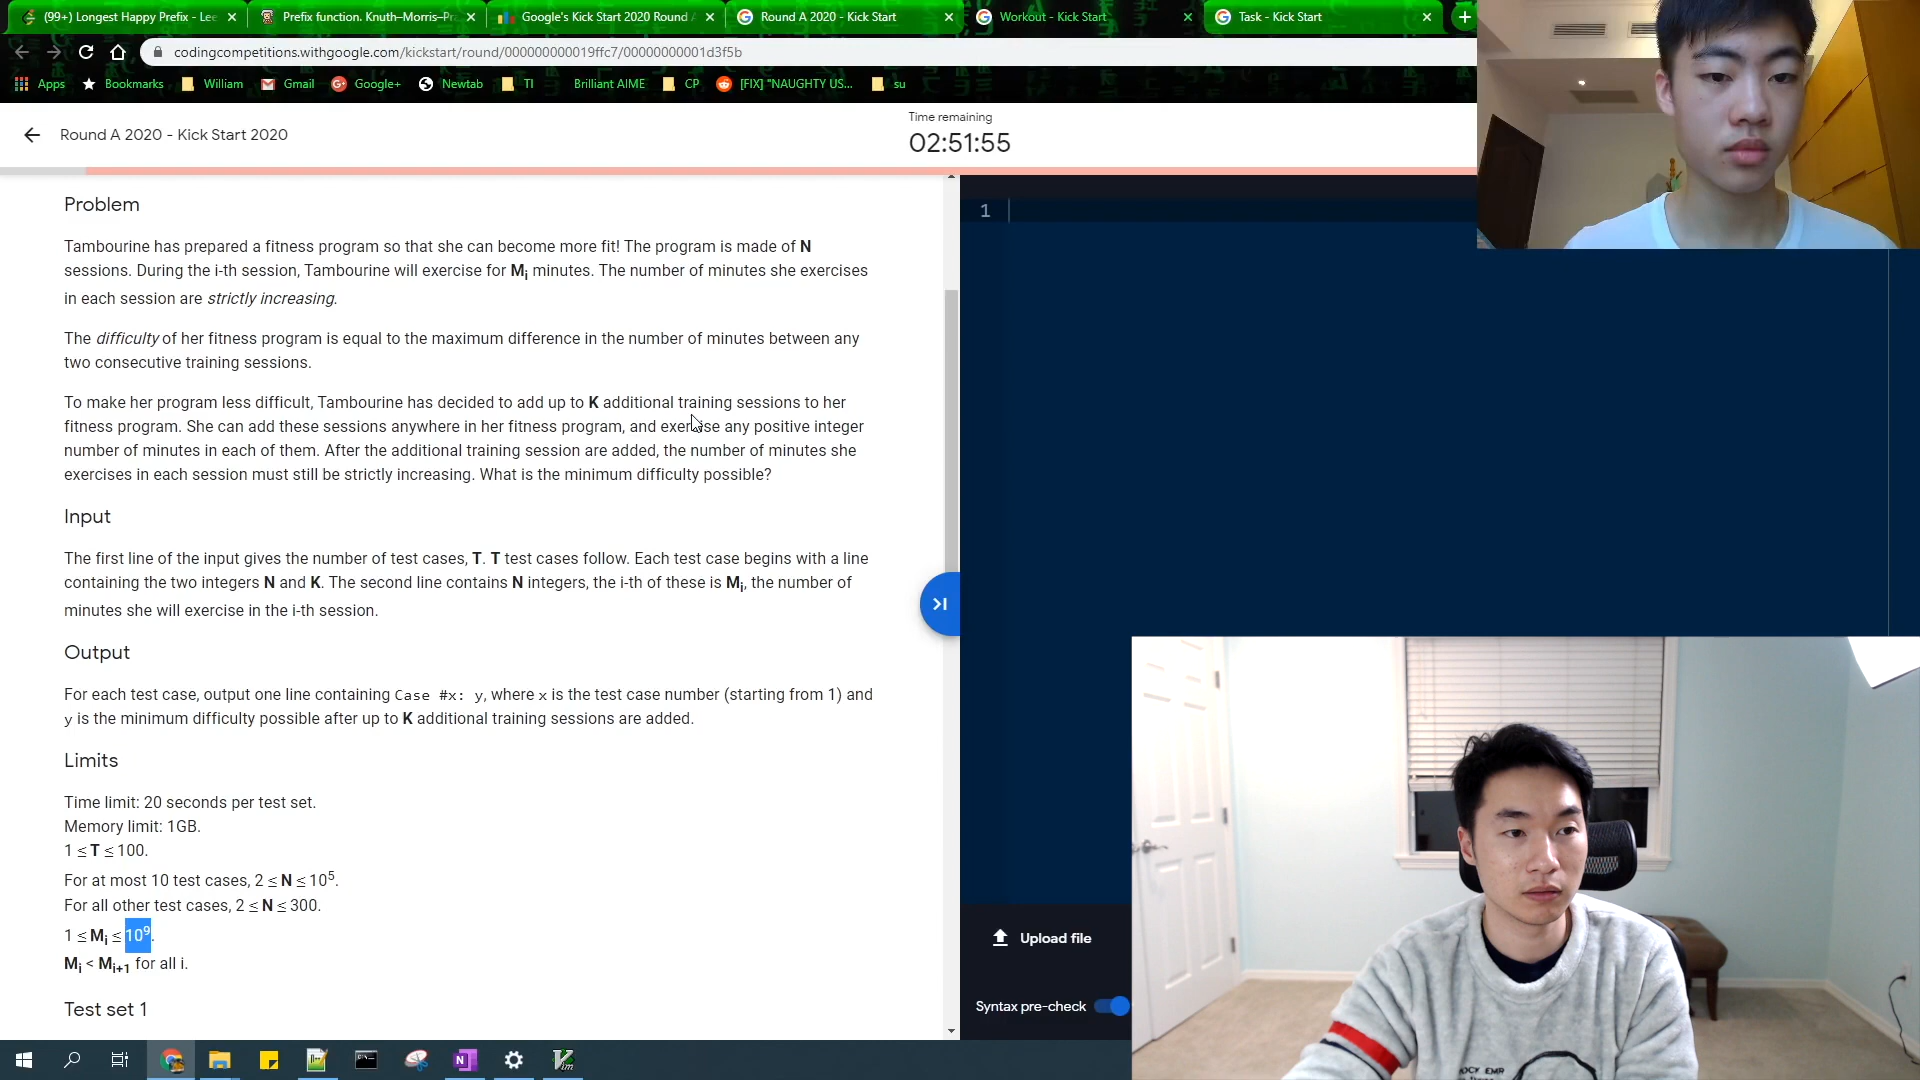 (99+) Longest Happy Prefix - Lee
Prefix function. Knuth–Morris–Pra
Google's Kick Start 2020 Round A
Round A 2020 - Kick Start
Workout - Kick Start
Task - Kick Start
codingcompetitions.withgoogle.com/kickstart/round/000000000019ffc7/00000000001d3f5b
Apps
Bookmarks
William
Gmail
Google+
Newtab
TI
Brilliant AIME
CP
[FIX] "NAUGHTY US...
su
Round A 2020 - Kick Start 2020
Time remaining
02:51:55
Problem
Tambourine has prepared a fitness program so that she can become more fit! The program is made of N
sessions. During the i-th session, Tambourine will exercise for Mi minutes. The number of minutes she exercises
in each session are strictly increasing.
The difficulty of her fitness program is equal to the maximum difference in the number of minutes between any
two consecutive training sessions.
To make her program less difficult, Tambourine has decided to add up to K additional training sessions to her
fitness program. She can add these sessions anywhere in her fitness program, and exercise any positive integer
number of minutes in each of them. After the additional training session are added, the number of minutes she
exercises in each session must still be strictly increasing. What is the minimum difficulty possible?
Input
The first line of the input gives the number of test cases, T. T test cases follow. Each test case begins with a line
containing the two integers N and K. The second line contains N integers, the i-th of these is Mi, the number of
minutes she will exercise in the i-th session.
Output
For each test case, output one line containing Case #x: y, where x is the test case number (starting from 1) and
y is the minimum difficulty possible after up to K additional training sessions are added.
Limits
Time limit: 20 seconds per test set.
Memory limit: 1GB.
1 ≤ T ≤ 100.
For at most 10 test cases, 2 ≤ N ≤ 10⁵.
For all other test cases, 2 ≤ N ≤ 300.
1 ≤ Mi ≤ 10⁹.
Mi < Mi+1 for all i.
Test set 1
1
Upload file
Syntax pre-check